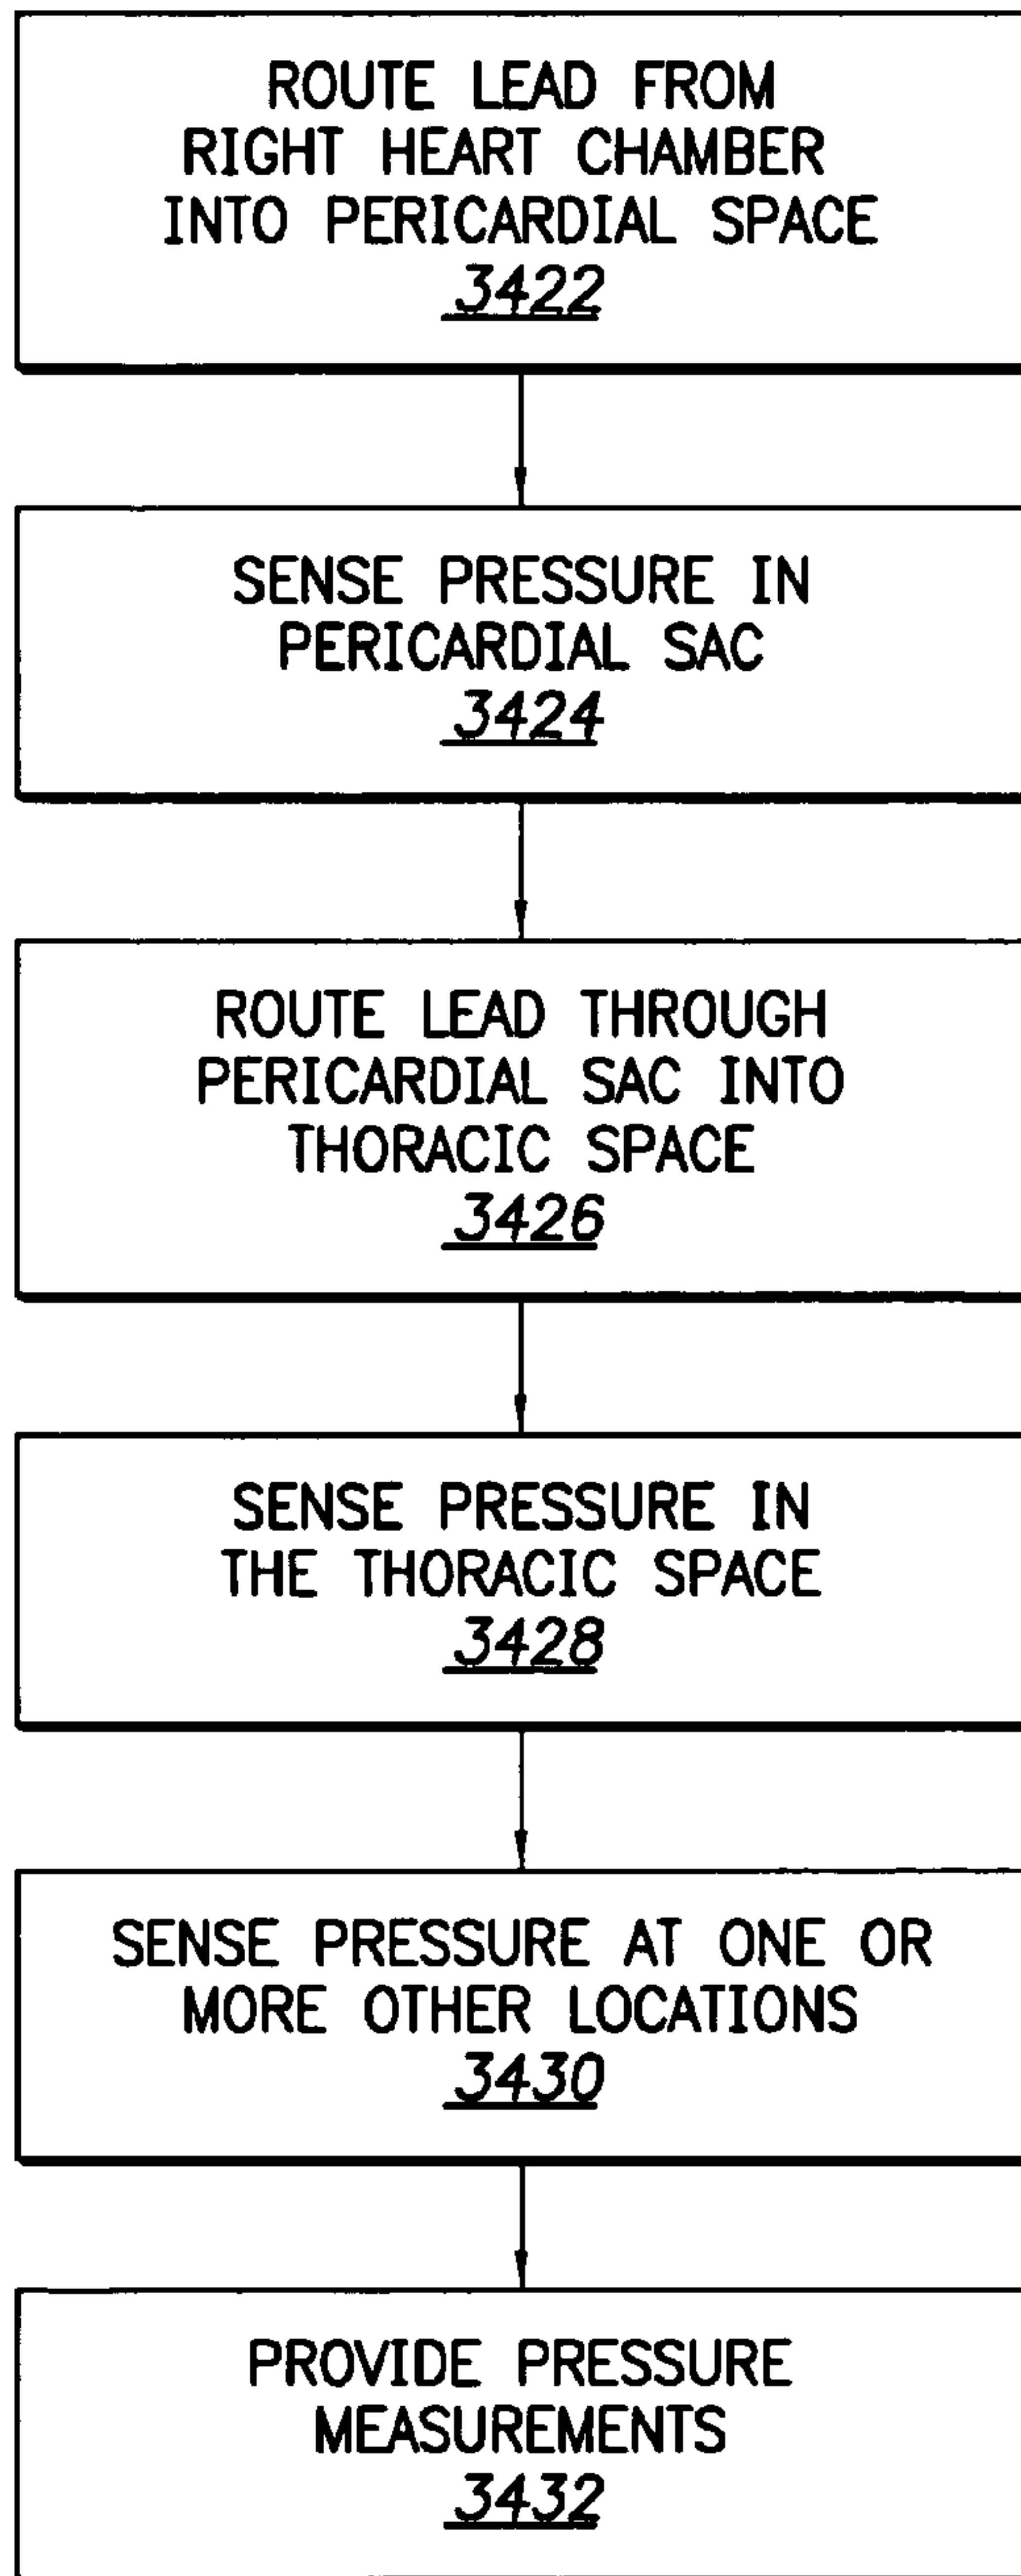 ROUTE LEAD FROM
RIGHT HEART CHAMBER
INTO PERICARDIAL SPACE
3422
SENSE PRESSURE IN
PERICARDIAL SAC
3424
ROUTE LEAD THROUGH
PERICARDIAL SAC INTO
THORACIC SPACE
3426
SENSE PRESSURE IN
THE THORACIC SPACE
3428
SENSE PRESSURE AT ONE OR
MORE OTHER LOCATIONS
3430
PROVIDE PRESSURE
MEASUREMENTS
3432